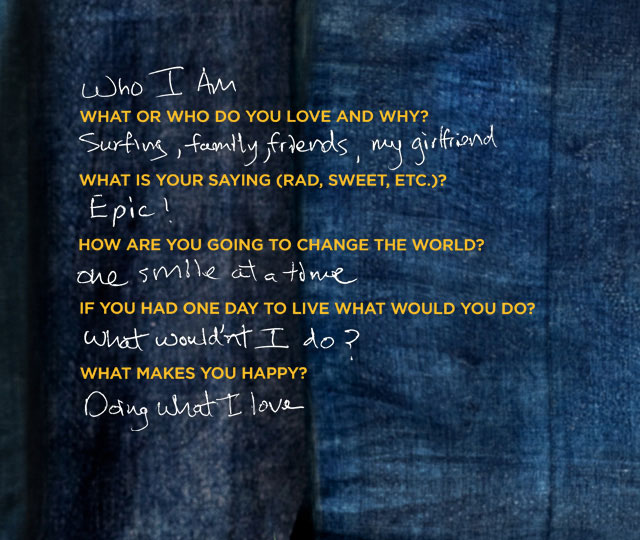 Who I Am
WHAT OR WHO DO YOU LOVE AND WHY?
Surfing, family, friends, my girlfriend
WHAT IS YOUR SAYING (RAD, SWEET, ETC.)?
Epic!
HOW ARE YOU GOING TO CHANGE THE WORLD?
one smile at a time
IF YOU HAD ONE DAY TO LIVE WHAT WOULD YOU DO?
what wouldn't I do?
WHAT MAKES YOU HAPPY?
Doing what I love